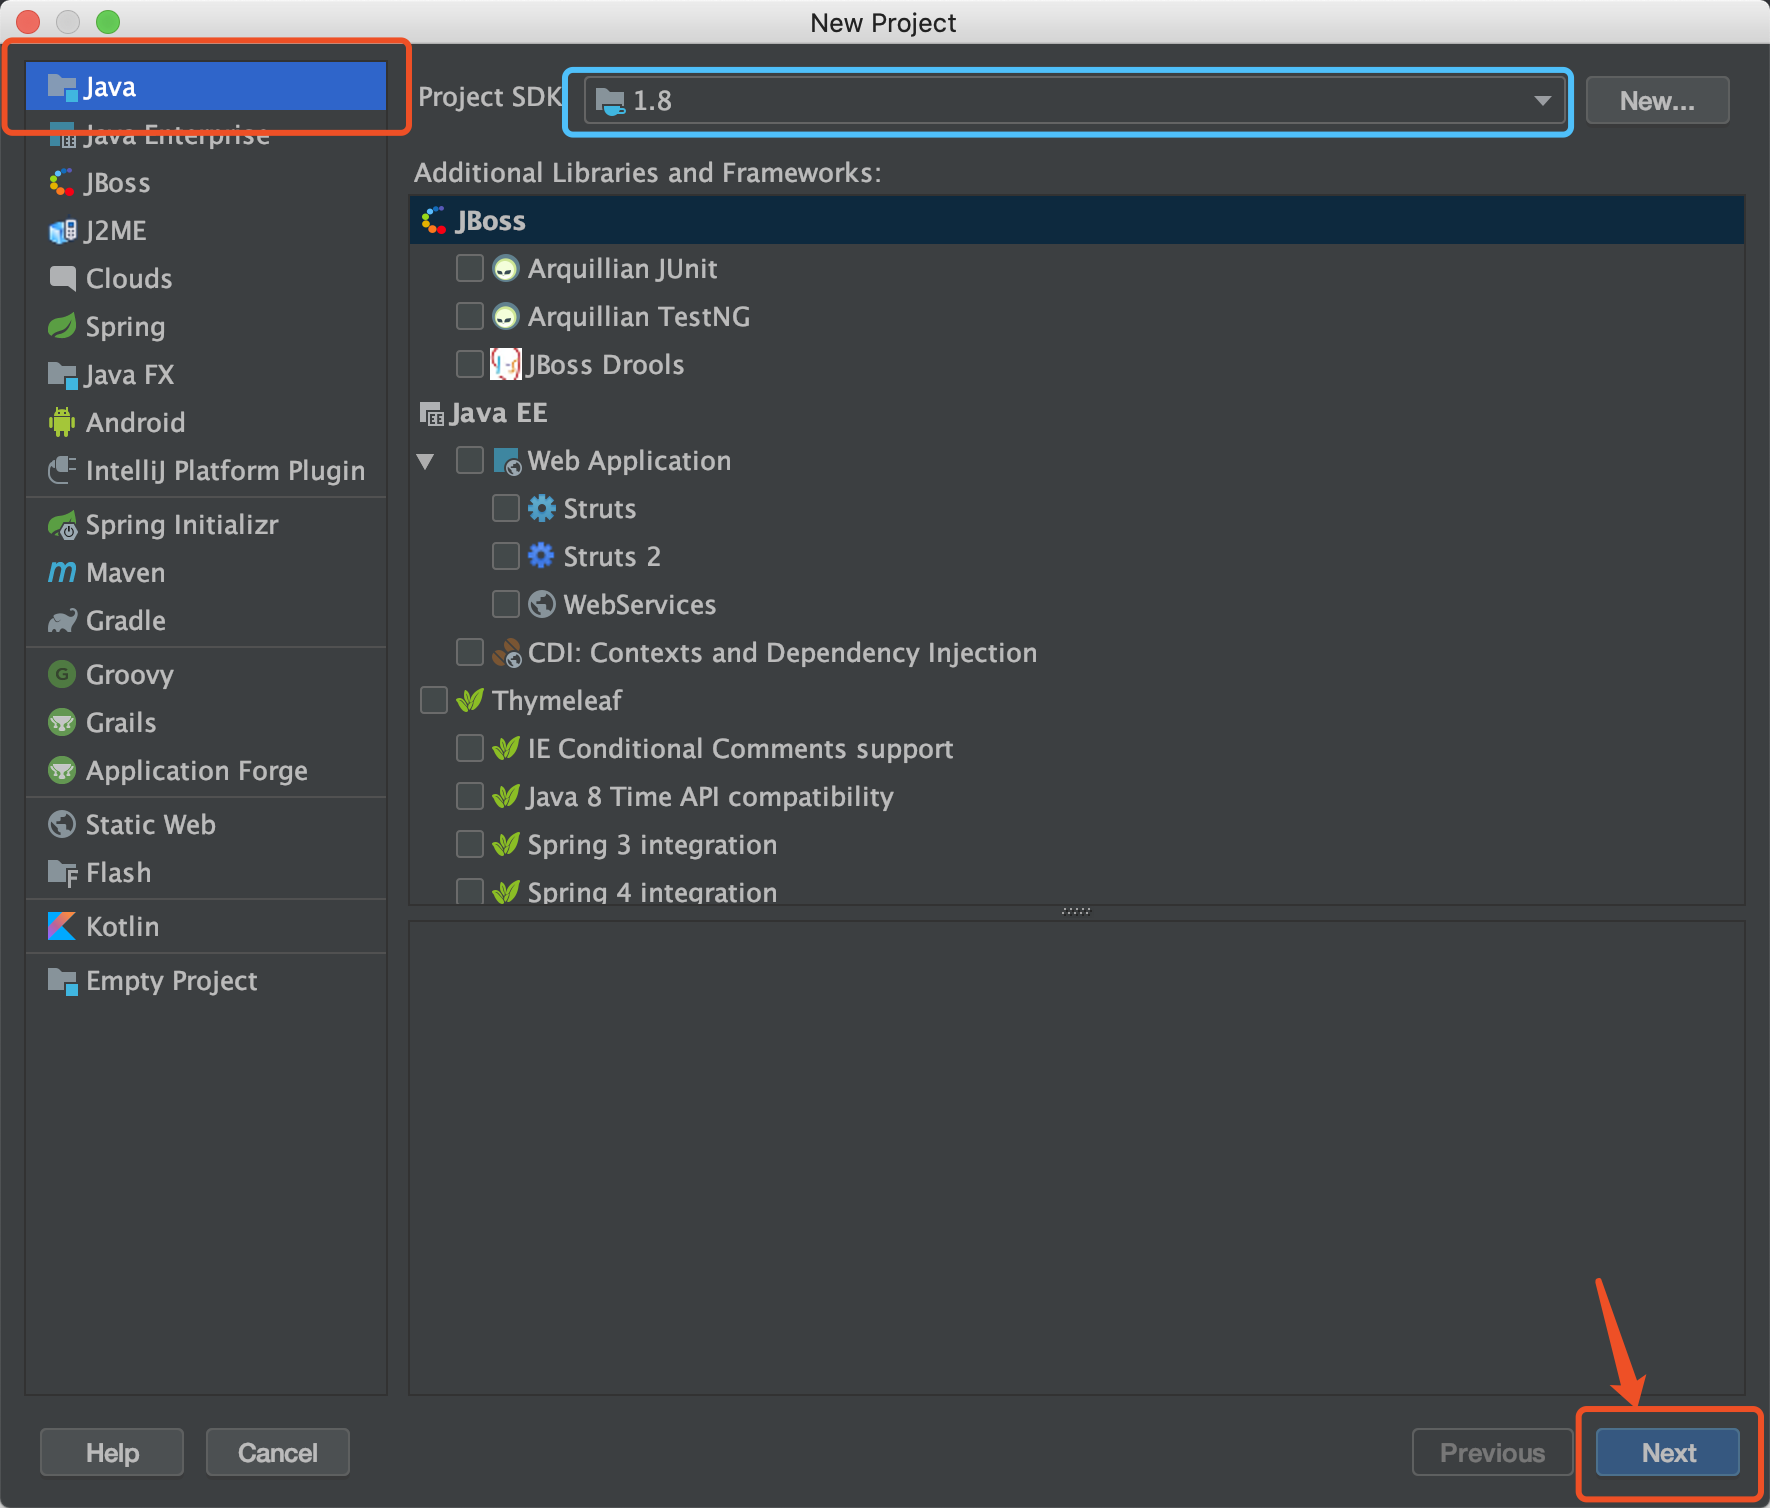 New Project
Java
Java Enterprise
JBoss
J2ME
Clouds
Spring
Java FX
Android
IntelliJ Platform Plugin
Spring Initializr
Maven
Gradle
Groovy
Grails
Application Forge
Static Web
Flash
Kotlin
Empty Project
Project SDK
1.8
New...
Additional Libraries and Frameworks:
JBoss
Arquillian JUnit
Arquillian TestNG
JBoss Drools
Java EE
Web Application
Struts
Struts 2
WebServices
CDI: Contexts and Dependency Injection
Thymeleaf
IE Conditional Comments support
Java 8 Time API compatibility
Spring 3 integration
Spring 4 integration
Help
Cancel
Previous
Next